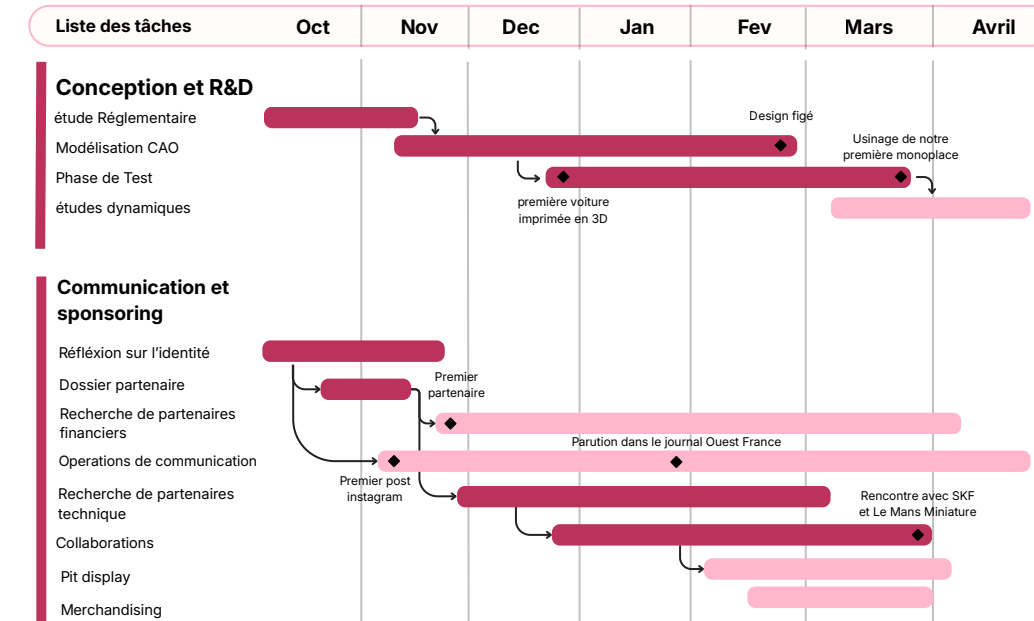 Liste des tâches Oct Nov Dec Jan Fev Mars Avril
Conception et R&D
étude Réglementaire
Design figé
Modélisation CAO
Usinage de notre
première monoplace
Phase de Test
première voiture
imprimée en 3D
études dynamiques
Communication et
sponsoring
Réfléxion sur l'identité
Dossier partenaire
Premier
partenaire
Recherche de partenaires
financiers
Parution dans le journal Ouest France
Operations de communication
Premier post
instagram
Recherche de partenaires
technique
Rencontre avec SKF
et Le Mans Miniature
Collaborations
Pit display
Merchandising